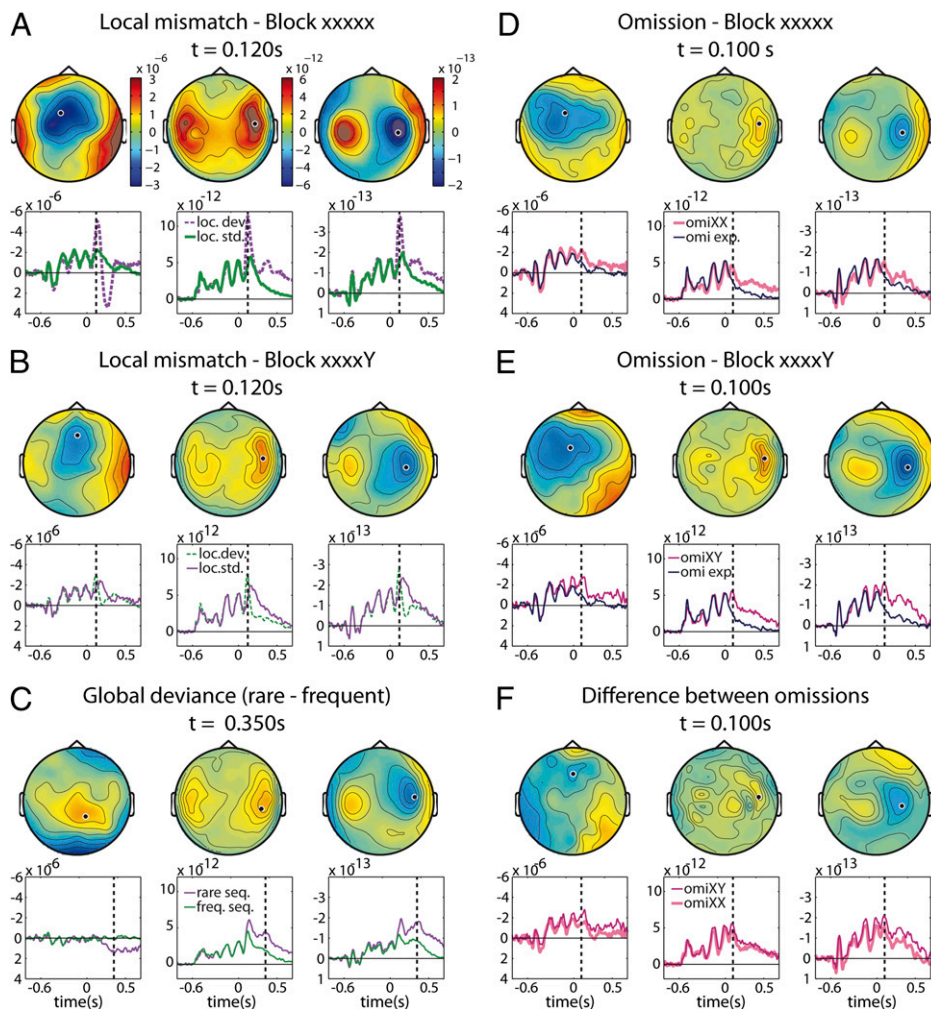 A
Local mismatch - Block xxxxx
t = 0.120s
x 10⁻⁶
3
2
1
0
-1
-2
-3
x 10⁻¹²
6
4
2
0
-2
-4
-6
x 10⁻¹³
2
1
0
-1
-2
x 10⁻⁶
-6
-4
-2
0
2
4
-0.6
0
0.5
x 10⁻¹²
10
5
0
loc. dev.
loc. std.
-0.6
0
0.5
x 10⁻¹³
-3
-2
-1
0
1
-0.6
0
0.5
B
Local mismatch - Block xxxxY
t = 0.120s
x 10⁻⁶
-6
-4
-2
0
2
4
-0.6
0
0.5
x 10⁻¹²
10
5
0
loc.dev.
loc.std.
-0.6
0
0.5
x 10⁻¹³
-3
-2
-1
0
1
-0.6
0
0.5
C
Global deviance (rare - frequent)
t = 0.350s
x 10⁻⁶
-6
-4
-2
0
2
4
-0.6
0
0.5
time(s)
x 10⁻¹²
10
5
0
rare seq.
freq. seq.
-0.6
0
0.5
time(s)
x 10⁻¹³
-3
-2
-1
0
1
-0.6
0
0.5
time(s)
D
Omission - Block xxxxx
t = 0.100 s
x 10⁻⁶
-6
-4
-2
0
2
4
-0.6
0
0.5
x 10⁻¹²
10
5
0
omiXX
omi exp.
-0.6
0
0.5
x 10⁻¹³
-3
-2
-1
0
1
-0.6
0
0.5
E
Omission - Block xxxxY
t = 0.100s
x 10⁻⁶
-6
-4
-2
0
2
4
-0.6
0
0.5
x 10⁻¹²
10
5
0
omiXY
omi exp.
-0.6
0
0.5
x 10⁻¹³
-3
-2
-1
0
1
-0.6
0
0.5
F
Difference between omissions
t = 0.100s
x 10⁻⁶
-6
-4
-2
0
2
4
-0.6
0
0.5
time(s)
x 10⁻¹²
10
5
0
omiXY
omiXX
-0.6
0
0.5
time(s)
x 10⁻¹³
-3
-2
-1
0
1
-0.6
0
0.5
time(s)